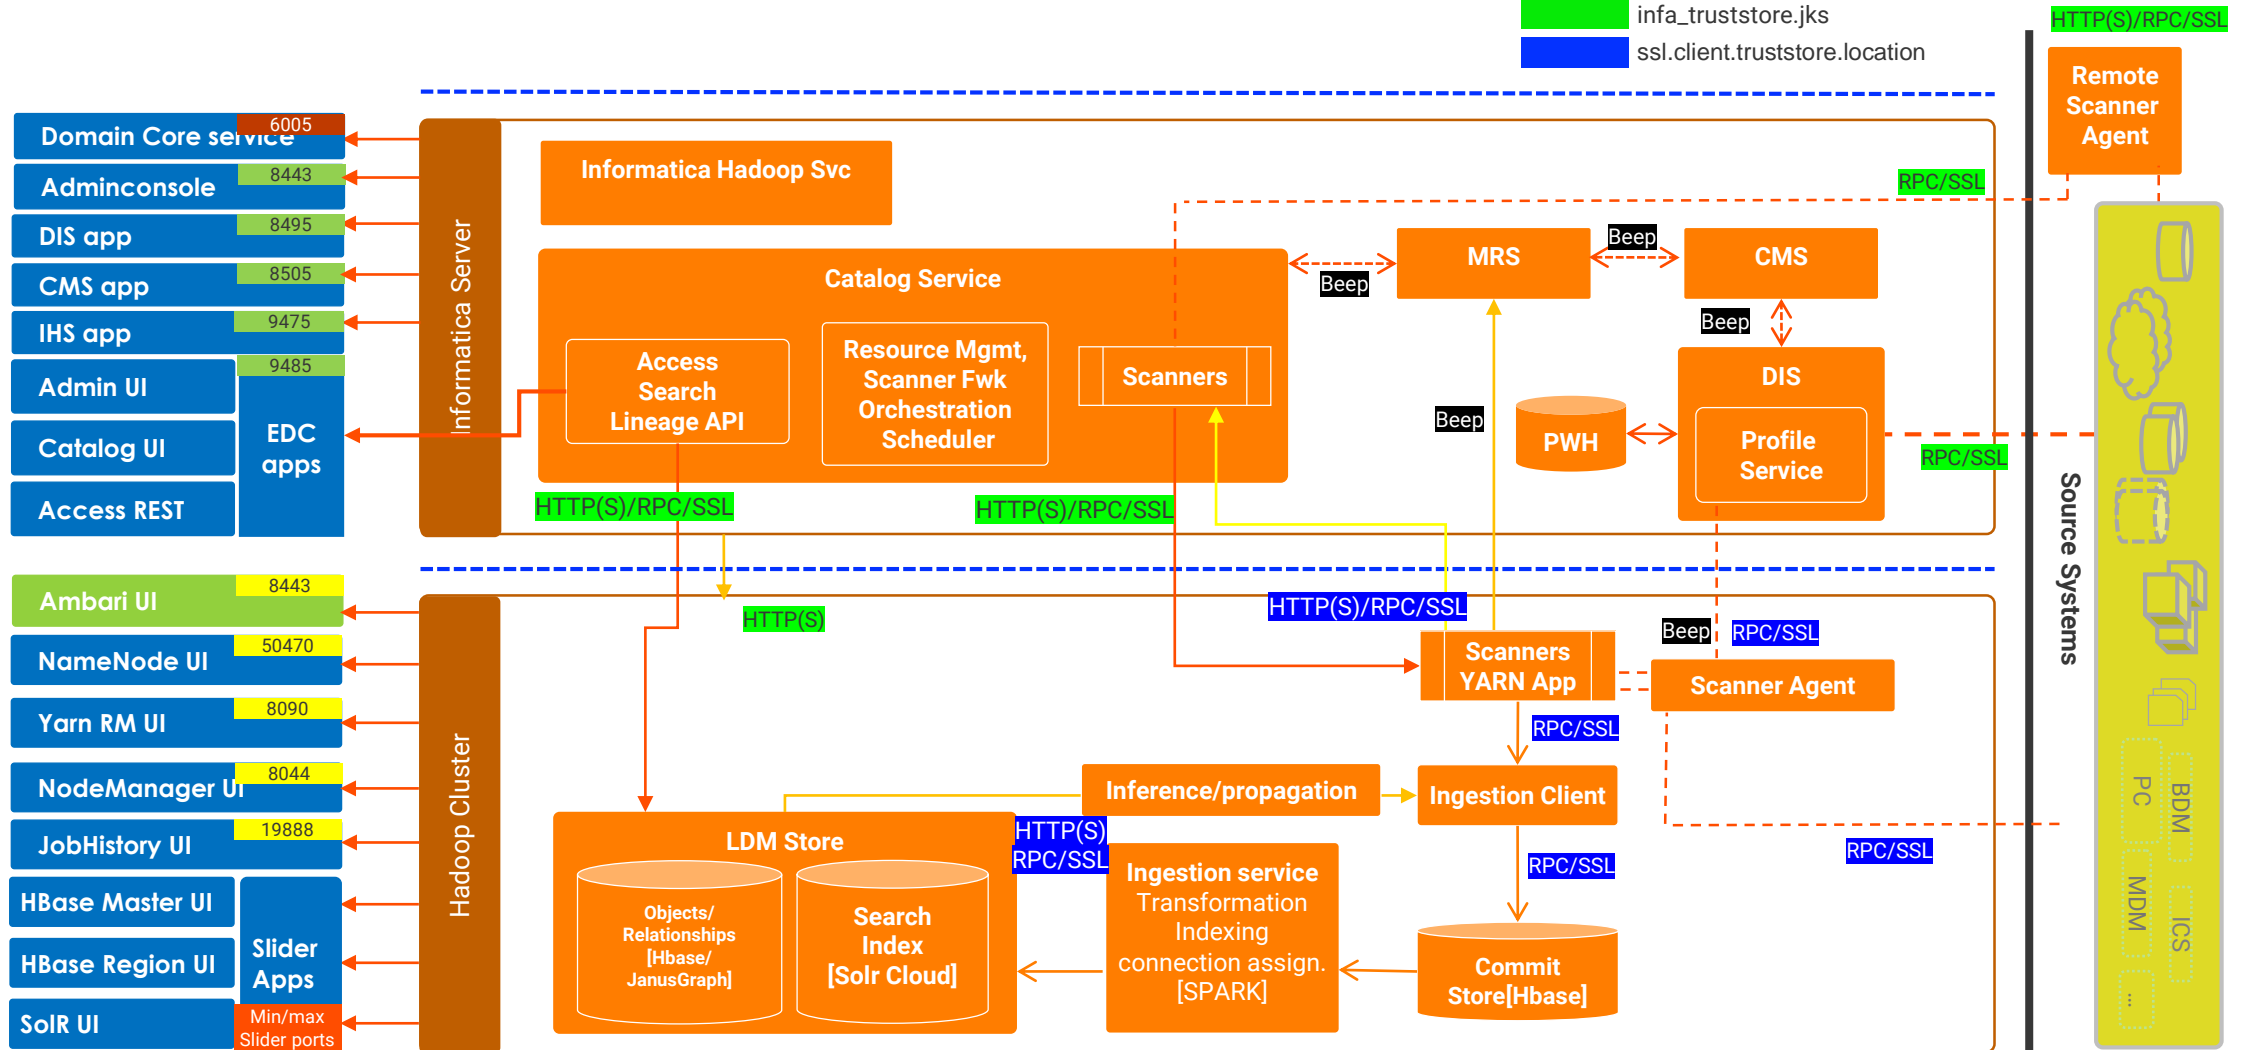 infa_truststore.jks
ssl.client.truststore.location
HTTP(S)/RPC/SSL
Remote
Scanner
Agent
Domain Core service
6005
Adminconsole
8443
DIS app
8495
CMS app
8505
IHS app
9475
Admin UI
9485
Catalog UI
EDC
apps
Access REST
Informatica Server
Informatica Hadoop Svc
RPC/SSL
Catalog Service
Access
Search
Lineage API
Resource Mgmt,
Scanner Fwk
Orchestration
Scheduler
Scanners
Beep
MRS
Beep
CMS
Beep
DIS
Profile
Service
PWH
Beep
RPC/SSL
HTTP(S)/RPC/SSL
HTTP(S)/RPC/SSL
Source Systems
Ambari UI
8443
NameNode UI
50470
Yarn RM UI
8090
NodeManager UI
8044
JobHistory UI
19888
HBase Master UI
HBase Region UI
SolR UI
Slider
Apps
Min/max
Slider ports
Hadoop Cluster
HTTP(S)
HTTP(S)/RPC/SSL
Scanners
YARN App
Beep
RPC/SSL
Scanner Agent
RPC/SSL
Inference/propagation
Ingestion Client
LDM Store
HTTP(S)
RPC/SSL
Objects/
Relationships
[Hbase/
JanusGraph]
Search
Index
[Solr Cloud]
Ingestion service
Transformation
Indexing
connection assign.
[SPARK]
RPC/SSL
Commit
Store[Hbase]
RPC/SSL
PC
BDM
MDM
ICS
...